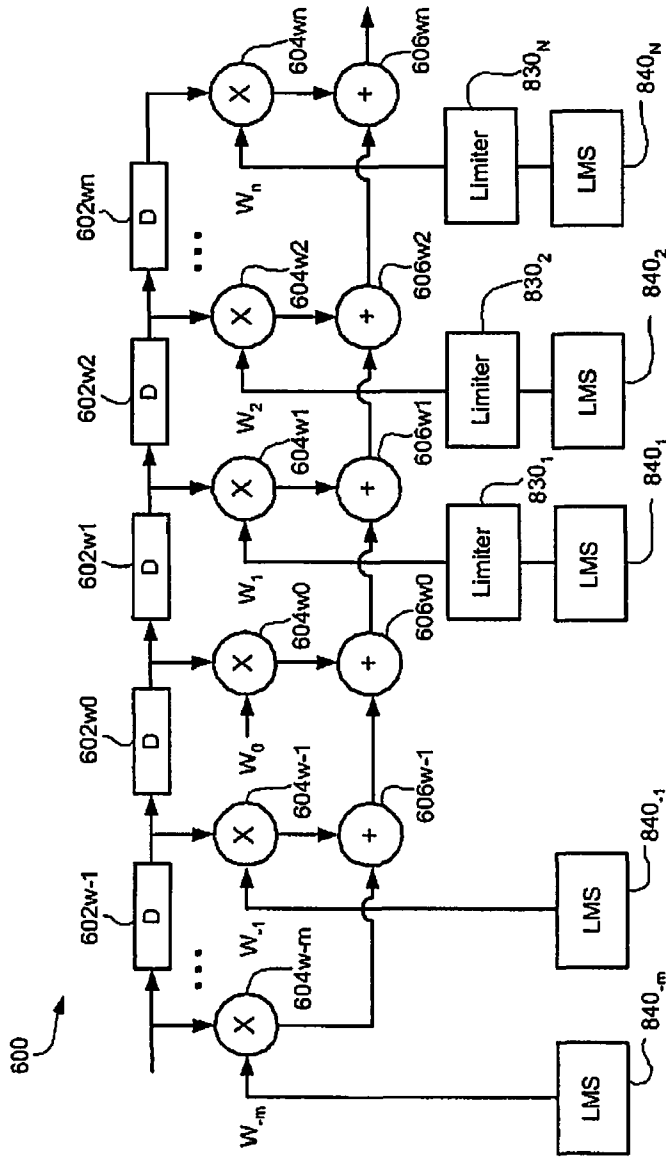 600
602w-1
602w0
602w1
602w2
602wn
D
D
D
D
D
...
...
604w-m
604w-1
604w0
604w1
604w2
604wn
X
X
X
X
X
X
W-m
W-1
W0
W1
W2
Wn
606w-1
606w0
606w1
606w2
606wn
+
+
+
+
+
Limiter
Limiter
Limiter
830₁
830₂
830N
LMS
LMS
LMS
LMS
LMS
840-m
840-1
840₁
840₂
840N